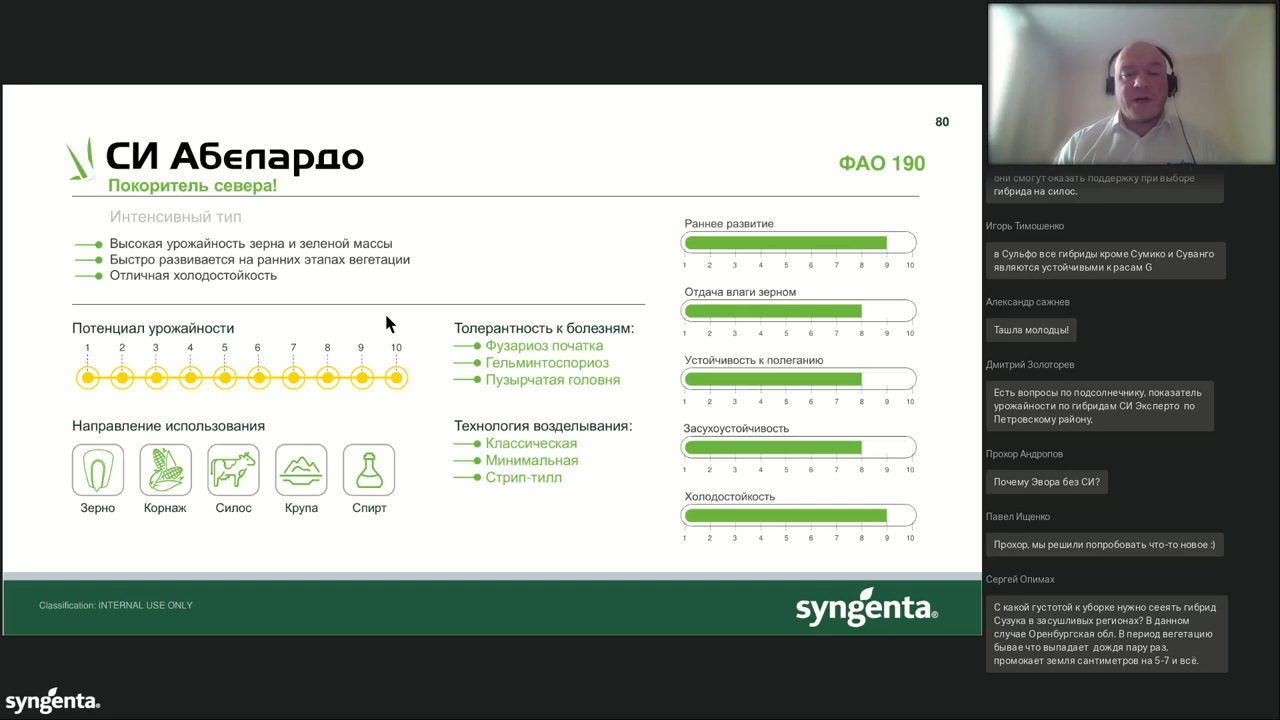 80
СИ Абелардо
Покоритель севера!
ФАО 190
Интенсивный тип
Высокая урожайность зерна и зеленой массы
Быстро развивается на ранних этапах вегетации
Отличная холодостойкость
Потенциал урожайности
1 2 3 4 5 6 7 8 9 10
Направление использования
Зерно Корнаж Силос Крупа Спирт
Толерантность к болезням:
Фузариоз початка
Гельминтоспориоз
Пузырчатая головня
Технология возделывания:
Классическая
Минимальная
Стрип-тилл
Раннее развитие
1 2 3 4 5 6 7 8 9 10
Отдача влаги зерном
1 2 3 4 5 6 7 8 9 10
Устойчивость к полеганию
1 2 3 4 5 6 7 8 9 10
Засухоустойчивость
1 2 3 4 5 6 7 8 9 10
Холодостойкость
1 2 3 4 5 6 7 8 9 10
Classification: INTERNAL USE ONLY
syngenta®
syngenta®
они смогут оказать поддержку при выборе
гибрида на силос.
Игорь Тимошенко
в Сульфо все гибриды кроме Сумико и Суванго
являются устойчивыми к расам G
Александр сажнев
Ташла молодцы!
Дмитрий Золоторев
Есть вопросы по подсолнечнику, показатель
урожайности по гибридам СИ Эксперто по
Петровскому району,
Прохор Андропов
Почему Эвора без СИ?
Павел Ищенко
Прохор, мы решили попробовать что-то новое :)
Сергей Опимах
С какой густотой к уборке нужно сееять гибрид
Сузука в засушливых регионах? В данном
случае Оренбургская обл. В период вегетацию
бывае что выпадает дождя пару раз,
промокает земля сантиметров на 5-7 и всё.